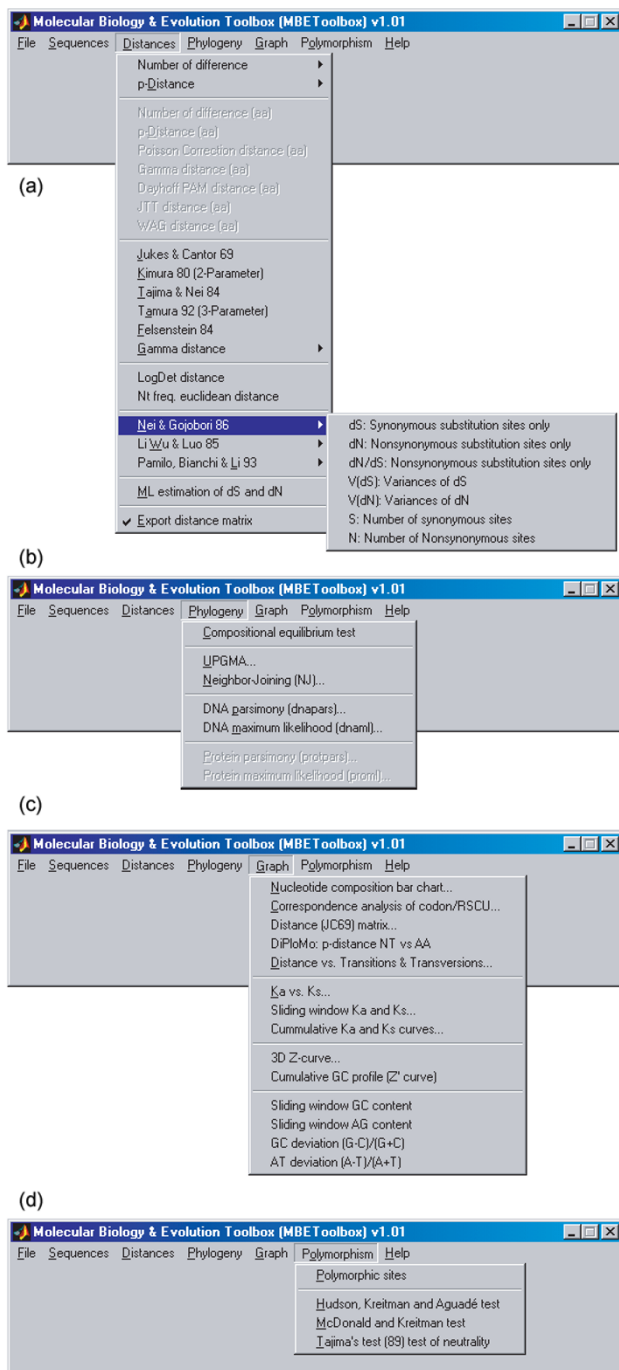 Molecular Biology & Evolution Toolbox (MBEToolbox) v1.01
File Sequences Distances Phylogeny Graph Polymorphism Help
Number of difference
p-Distance
Number of difference (aa)
p-Distance (aa)
Poisson Correction distance (aa)
Gamma distance (aa)
Dayhoff PAM distance (aa)
JTT distance (aa)
WAG distance (aa)
Jukes & Cantor 69
Kimura 80 (2-Parameter)
Tajima & Nei 84
Tamura 92 (3-Parameter)
Felsenstein 84
Gamma distance
LogDet distance
Nt freq. euclidean distance
Nei & Gojobori 86
Li Wu & Luo 85
Pamilo, Bianchi & Li 93
ML estimation of dS and dN
Export distance matrix
dS: Synonymous substitution sites only
dN: Nonsynonymous substitution sites only
dN/dS: Nonsynonymous substitution sites only
V(dS): Variances of dS
V(dN): Variances of dN
S: Number of synonymous sites
N: Number of Nonsynonymous sites
(a)
(b)
Molecular Biology & Evolution Toolbox (MBEToolbox) v1.01
File Sequences Distances Phylogeny Graph Polymorphism Help
Compositional equilibrium test
UPGMA...
Neighbor-Joining (NJ)...
DNA parsimony (dnapars)...
DNA maximum likelihood (dnaml)...
Protein parsimony (protpars)...
Protein maximum likelihood (proml)...
(c)
Molecular Biology & Evolution Toolbox (MBEToolbox) v1.01
File Sequences Distances Phylogeny Graph Polymorphism Help
Nucleotide composition bar chart...
Correspondence analysis of codon/RSCU...
Distance (JC69) matrix...
DiPloMo: p-distance NT vs AA
Distance vs. Transitions & Transversions...
Ka vs. Ks...
Sliding window Ka and Ks...
Cummulative Ka and Ks curves...
3D Z-curve...
Cumulative GC profile (Z' curve)
Sliding window GC content
Sliding window AG content
GC deviation (G-C)/(G+C)
AT deviation (A-T)/(A+T)
(d)
Molecular Biology & Evolution Toolbox (MBEToolbox) v1.01
File Sequences Distances Phylogeny Graph Polymorphism Help
Polymorphic sites
Hudson, Kreitman and Aguadé test
McDonald and Kreitman test
Tajima's test (89) test of neutrality